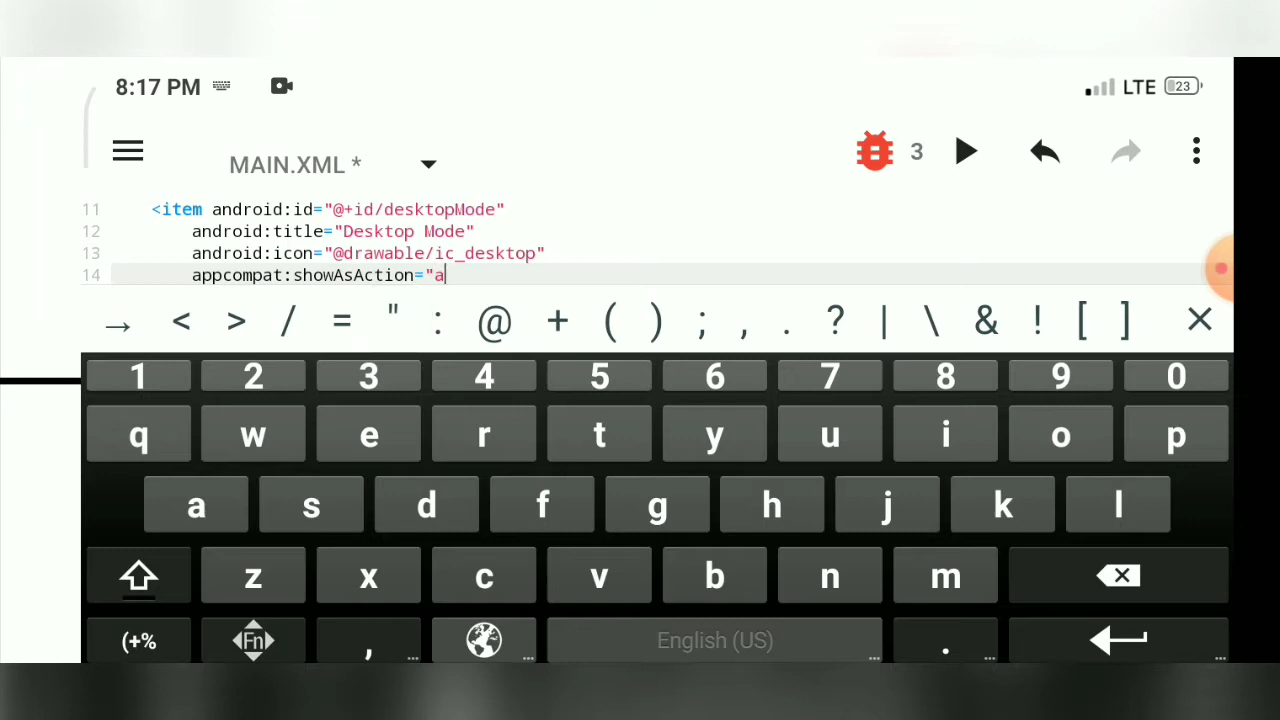 8:17 PM LTE 23
MAIN.XML * 3
11 <item android:id="@+id/desktopMode"
12 android:title="Desktop Mode"
13 android:icon="@drawable/ic_desktop"
14 appcompat:showAsAction="a
→ < > / = " : @ + ( ) ; , . ? | \ & ! [ ] ×
1 2 3 4 5 6 7 8 9 0
q w e r t y u i o p
a s d f g h j k l
z x c v b n m
(+% Fn , ... ... English (US) ... . ... ...